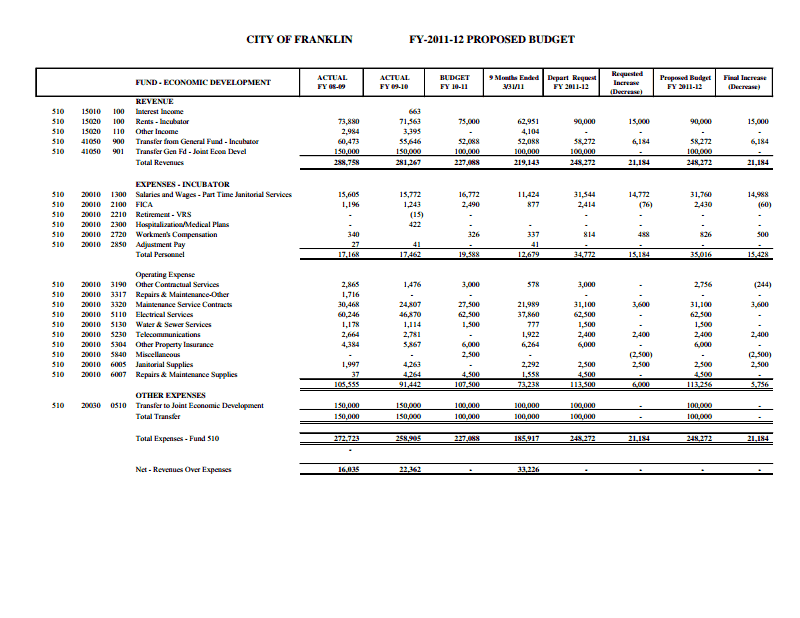 CITY OF FRANKLIN FY-2011-12 PROPOSED BUDGET
FUND - ECONOMIC DEVELOPMENT ACTUAL FY 08-09 ACTUAL FY 09-10 BUDGET FY 10-11 9 Months Ended 3/31/11 Depart Request FY 2011-12 Requested Increase (Decrease) Proposed Budget FY 2011-12 Final Increase (Decrease)
REVENUE
510 15010 100 Interest Income 663
510 15020 100 Rents - Incubator 73,880 71,563 75,000 62,951 90,000 15,000 90,000 15,000
510 15020 110 Other Income 2,984 3,395 - 4,104 - - - -
510 41050 900 Transfer from General Fund - Incubator 60,473 55,646 52,088 52,088 58,272 6,184 58,272 6,184
510 41050 901 Transfer Gen Fd - Joint Econ Devel 150,000 150,000 100,000 100,000 100,000 - 100,000 -
Total Revenues 288,758 281,267 227,088 219,143 248,272 21,184 248,272 21,184
EXPENSES - INCUBATOR
510 20010 1300 Salaries and Wages - Part Time Janitorial Services 15,605 15,772 16,772 11,424 31,544 14,772 31,760 14,988
510 20010 2100 FICA 1,196 1,243 2,490 877 2,414 (76) 2,430 (60)
510 20010 2210 Retirement - VRS - (15) - - - - -
510 20010 2300 Hospitalization/Medical Plans - 422 - - - - - -
510 20010 2720 Workmen's Compensation 340 326 337 814 488 826 500
510 20010 2850 Adjustment Pay 27 41 - 41 - - - -
Total Personnel 17,168 17,462 19,588 12,679 34,772 15,184 35,016 15,428
Operating Expense
510 20010 3190 Other Contractual Services 2,865 1,476 3,000 578 3,000 - 2,756 (244)
510 20010 3317 Repairs & Maintenance-Other 1,716 - - - - - - -
510 20010 3320 Maintenance Service Contracts 30,468 24,807 27,500 21,989 31,100 3,600 31,100 3,600
510 20010 5110 Electrical Services 60,246 46,870 62,500 37,860 62,500 - 62,500 -
510 20010 5130 Water & Sewer Services 1,178 1,114 1,500 777 1,500 - 1,500 -
510 20010 5230 Telecommunications 2,664 2,781 - 1,922 2,400 2,400 2,400 2,400
510 20010 5304 Other Property Insurance 4,384 5,867 6,000 6,264 6,000 - 6,000 -
510 20010 5840 Miscellaneous - - 2,500 - (2,500) - (2,500)
510 20010 6005 Janitorial Supplies 1,997 4,263 - 2,292 2,500 2,500 2,500 2,500
510 20010 6007 Repairs & Maintenance Supplies 37 4,264 4,500 1,558 4,500 - 4,500 -
105,555 91,442 107,500 73,238 113,500 6,000 113,256 5,756
OTHER EXPENSES
510 20030 0510 Transfer to Joint Economic Development 150,000 150,000 100,000 100,000 100,000 - 100,000 -
Total Transfer 150,000 150,000 100,000 100,000 100,000 - 100,000 -
Total Expenses - Fund 510 272,723 258,905 227,088 185,917 248,272 21,184 248,272 21,184
-
Net - Revenues Over Expenses 16,035 22,362 - 33,226 - - - -